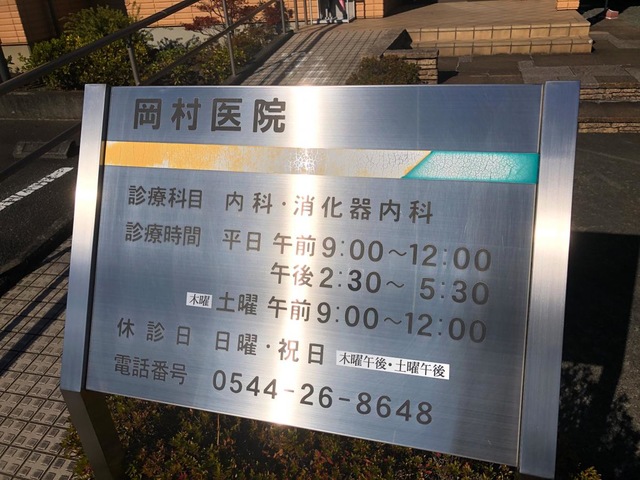 岡村医院
診療科目 内科・消化器内科
診療時間 平日 午前 9:00～12:00
午後 2:30～ 5:30
木曜 土曜 午前 9:00～12:00
休診日 日曜・祝日 木曜午後・土曜午後
電話番号 0544-26-8648